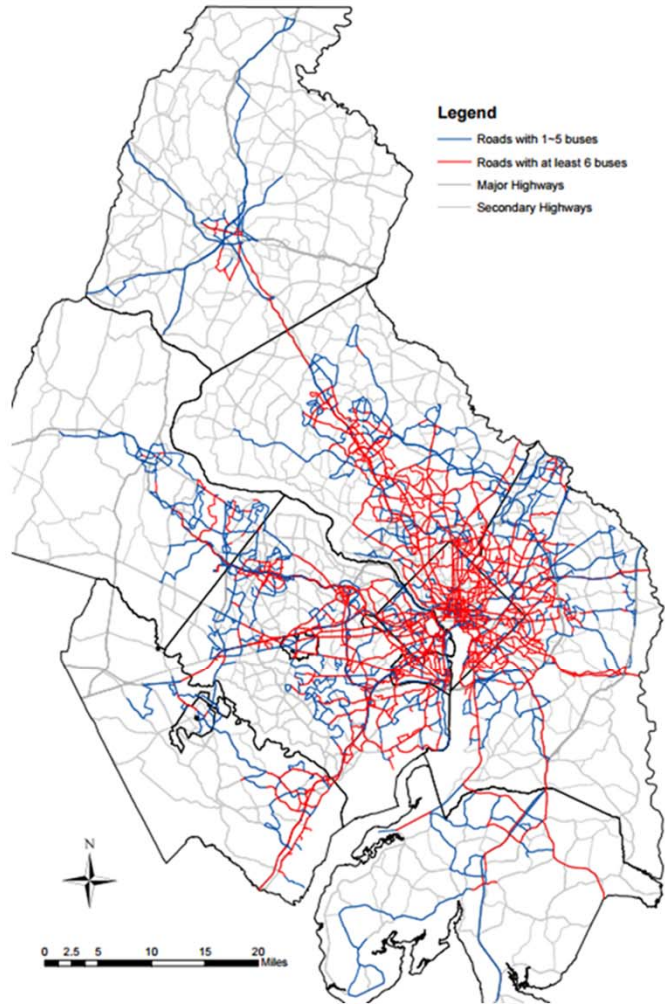 Legend
Roads with 1~5 buses
Roads with at least 6 buses
Major Highways
Secondary Highways
N
0 2.5 5 10 15 20
Miles